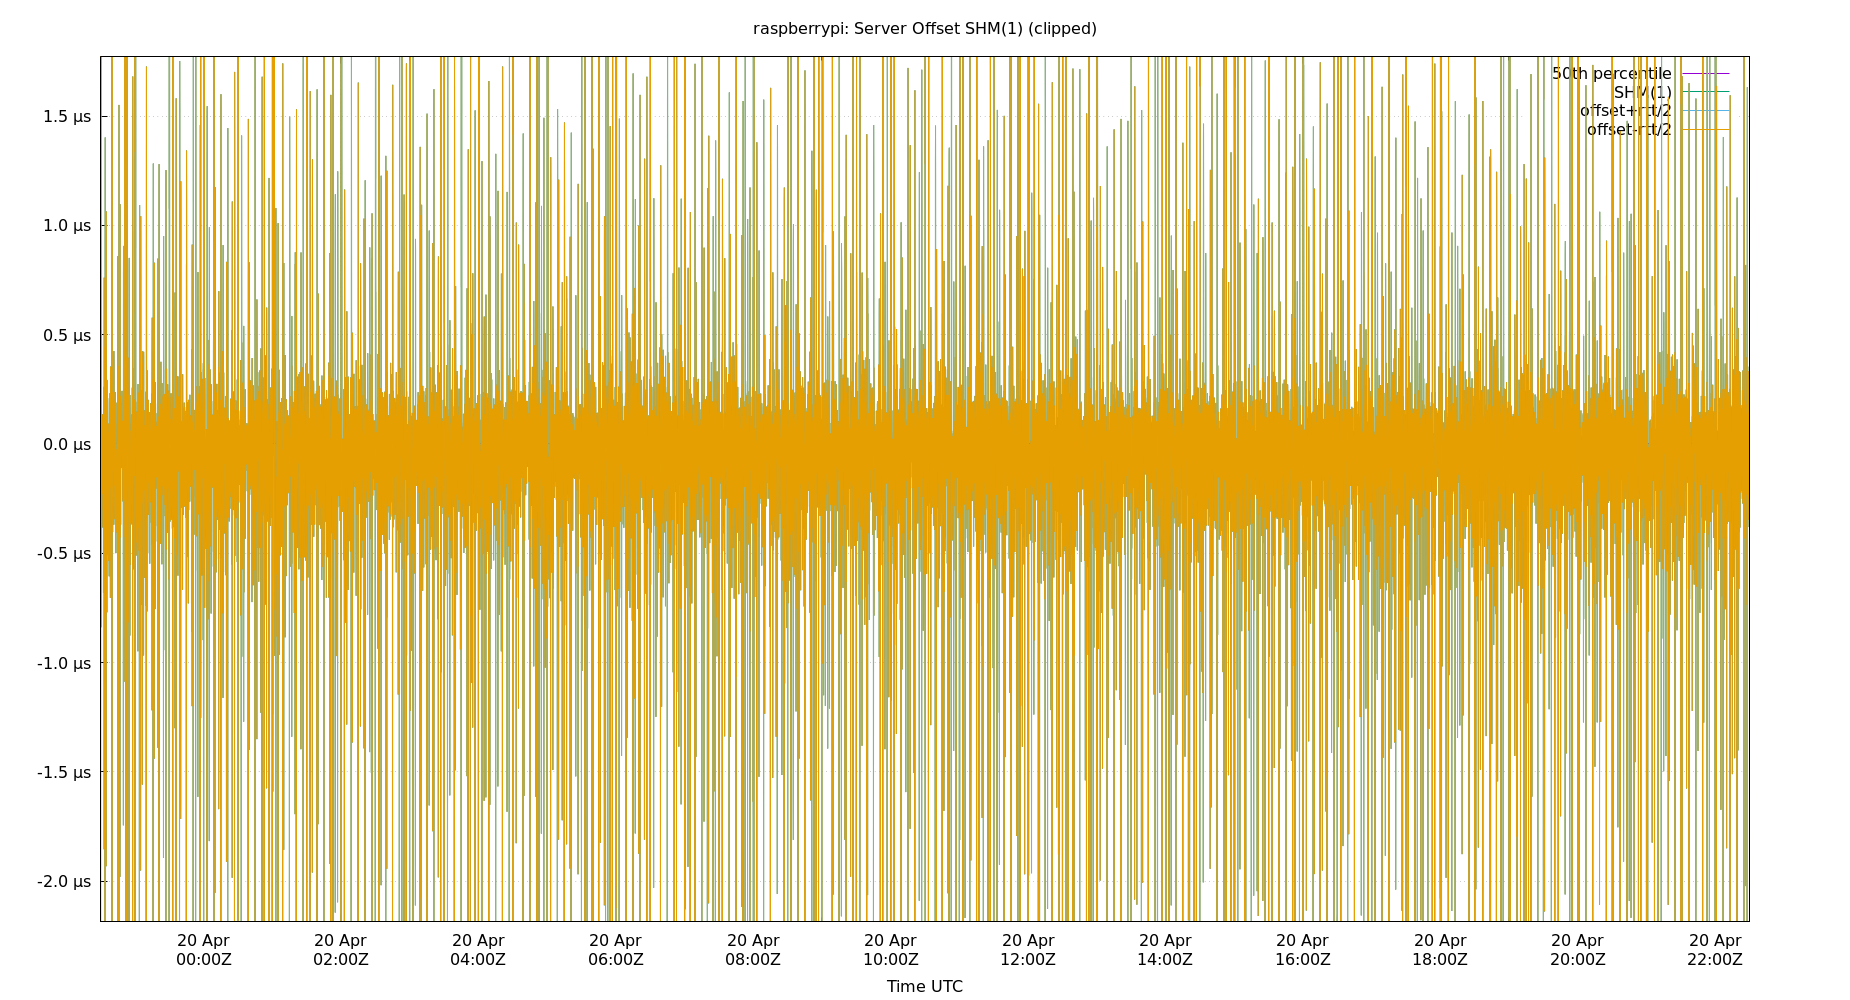 raspberrypi: Server Offset SHM(1) (clipped)
50th percentile
SHM(1)
offset+rtt/2
offset-rtt/2
1.5 µs
1.0 µs
0.5 µs
0.0 µs
-0.5 µs
-1.0 µs
-1.5 µs
-2.0 µs
20 Apr 20 Apr 20 Apr 20 Apr 20 Apr 20 Apr 20 Apr 20 Apr 20 Apr 20 Apr 20 Apr 20 Apr
00:00Z 02:00Z 04:00Z 06:00Z 08:00Z 10:00Z 12:00Z 14:00Z 16:00Z 18:00Z 20:00Z 22:00Z
Time UTC